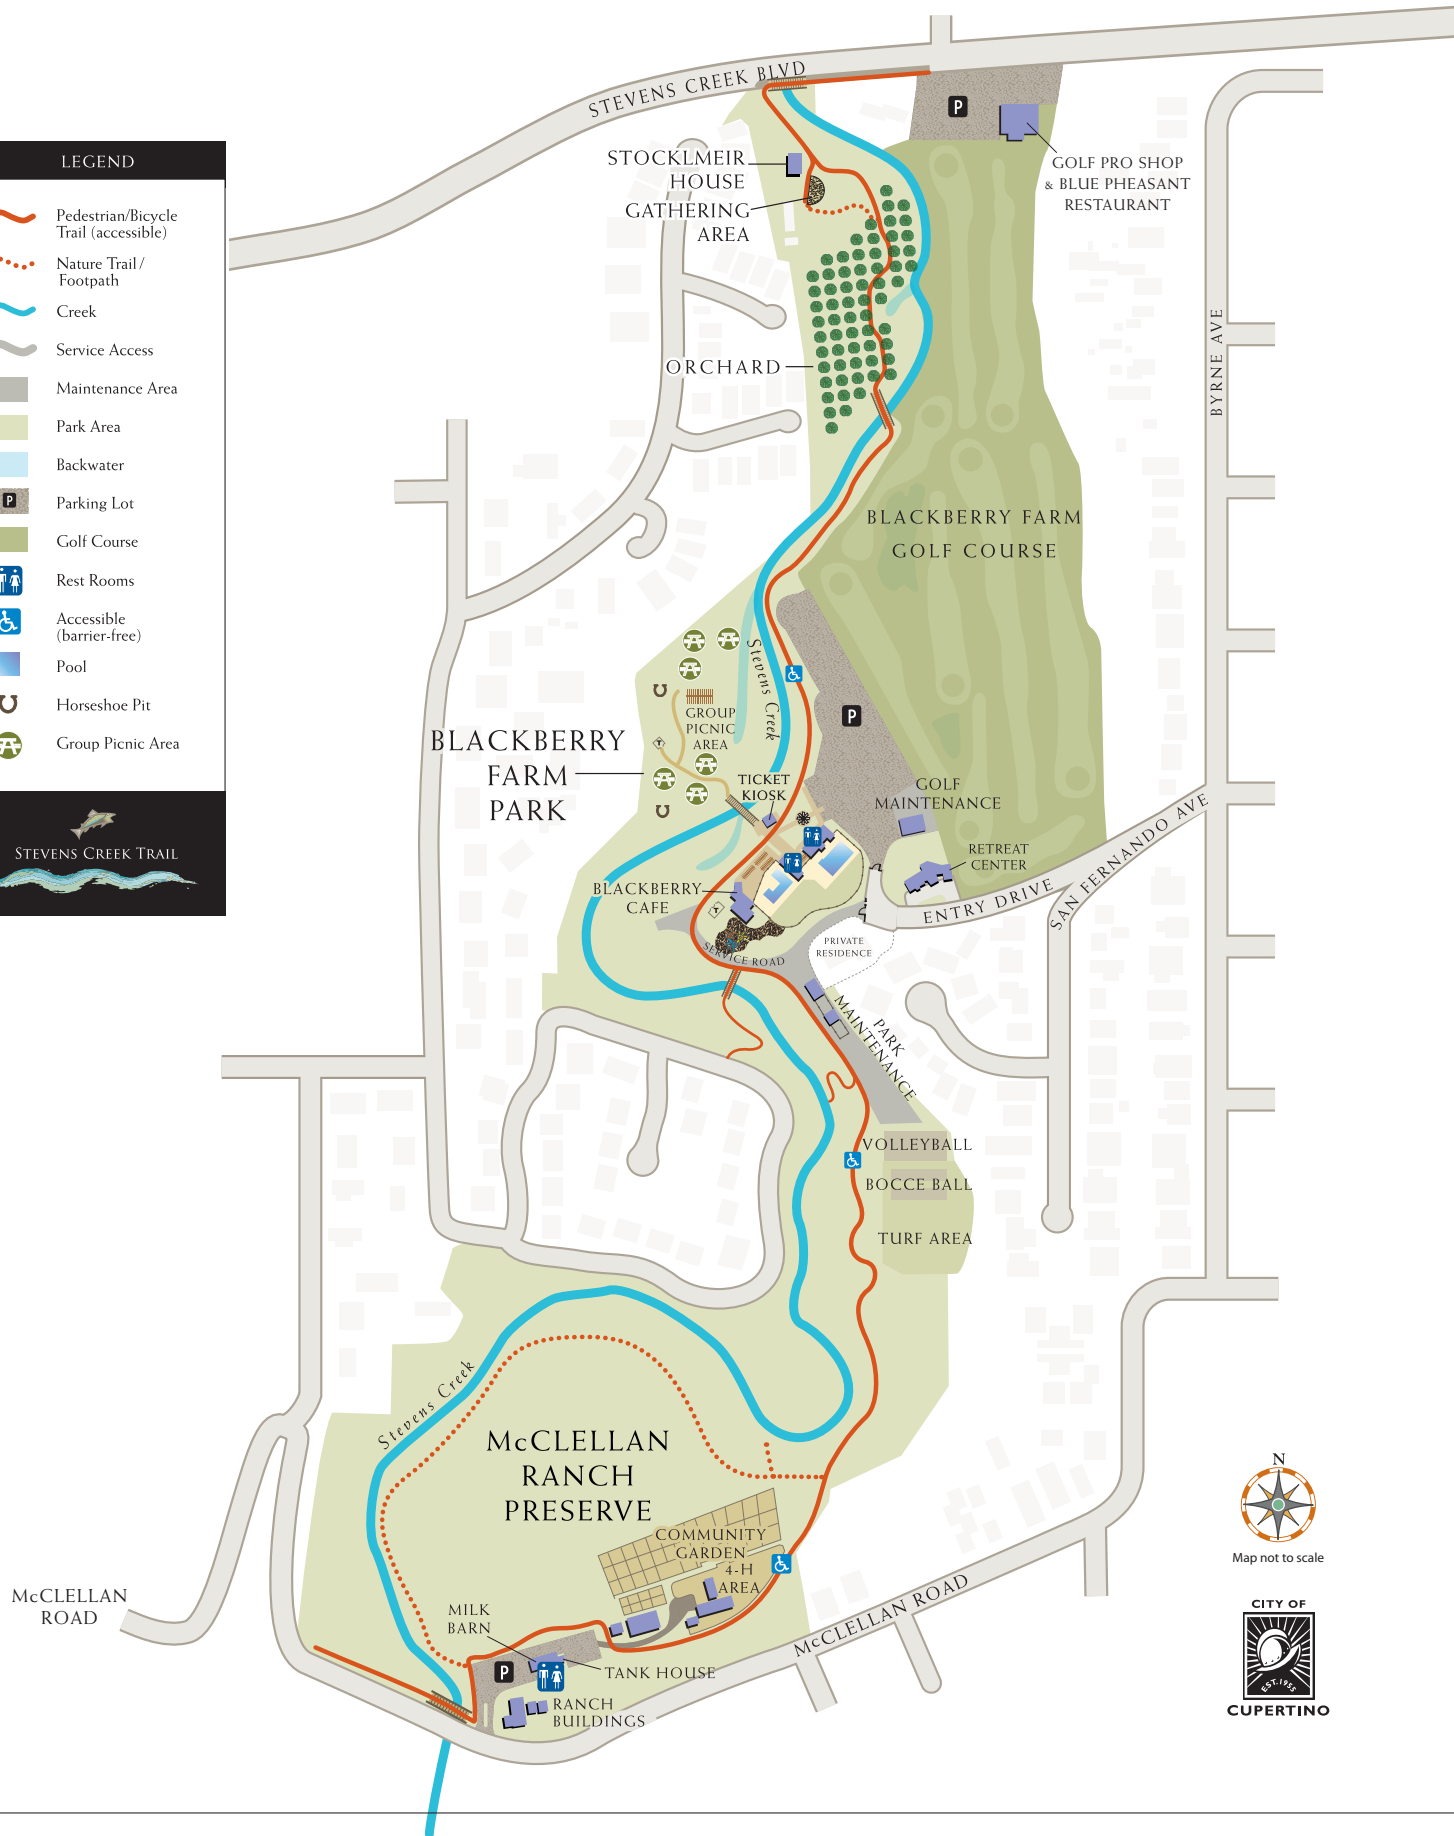 STEVENS CREEK BLVD
LEGEND
Pedestrian/Bicycle
Trail (accessible)
Nature Trail /
Footpath
Creek
Service Access
Maintenance Area
Park Area
Backwater
P
Parking Lot
Golf Course
Rest Rooms
Accessible
(barrier-free)
Pool
Horseshoe Pit
Group Picnic Area
STEVENS CREEK TRAIL
P
GOLF PRO SHOP
& BLUE PHEASANT
RESTAURANT
STOCKLMEIR
HOUSE
GATHERING
AREA
ORCHARD
BYRNE AVE
BLACKBERRY FARM
GOLF COURSE
Stevens Creek
GROUP
PICNIC
AREA
P
BLACKBERRY
FARM
PARK
TICKET
KIOSK
GOLF
MAINTENANCE
RETREAT
CENTER
BLACKBERRY
CAFE
ENTRY DRIVE
SAN FERNANDO AVE
SERVICE ROAD
PRIVATE
RESIDENCE
PARK
MAINTENANCE
VOLLEYBALL
BOCCE BALL
TURF AREA
Stevens Creek
McCLELLAN
RANCH
PRESERVE
COMMUNITY
GARDEN
4-H
AREA
McCLELLAN
ROAD
MILK
BARN
P
TANK HOUSE
RANCH
BUILDINGS
McCLELLAN ROAD
N
Map not to scale
CITY OF
EST. 1955
CUPERTINO